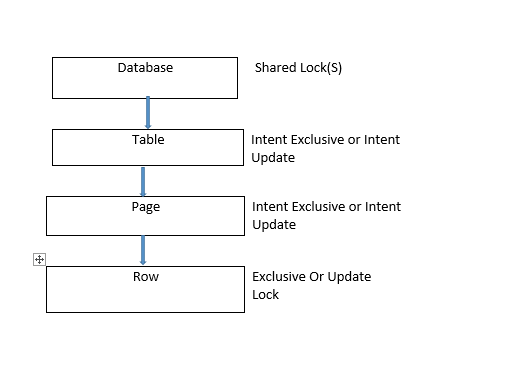 Database
Shared Lock(S)
Table
Intent Exclusive or Intent
Update
Page
Intent Exclusive or Intent
Update
Row
Exclusive Or Update
Lock